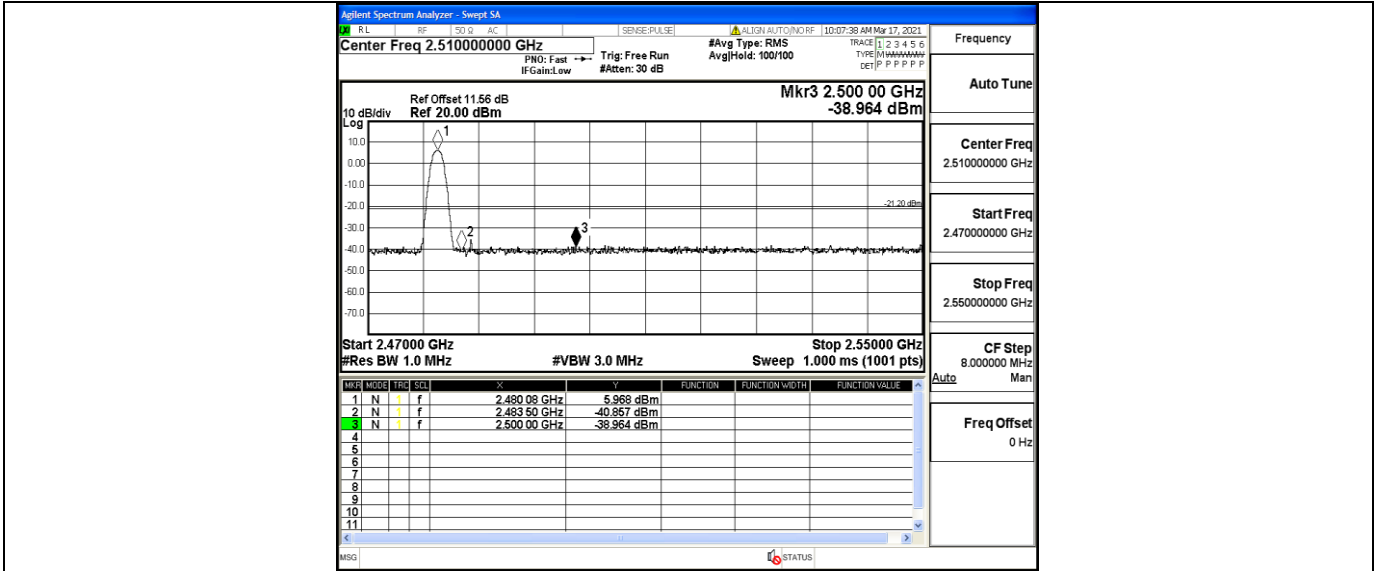 Agilent Spectrum Analyzer - Swept SA
RL RF 50 Ω AC SENSE:PULSE ALIGN AUTO/NO RF 10:07:38 AM Mar 17, 2021
Center Freq 2.510000000 GHz
PNO: Fast
IFGain:Low
Trig: Free Run
#Atten: 30 dB
#Avg Type: RMS
Avg|Hold: 100/100
TRACE 1 2 3 4 5 6
TYPE M WWWWW
DET P P P P P P
Frequency
Auto Tune
Center Freq
2.510000000 GHz
Start Freq
2.470000000 GHz
Stop Freq
2.550000000 GHz
CF Step
8.000000 MHz
Auto Man
Freq Offset
0 Hz
Mkr3 2.500 00 GHz
-38.964 dBm
Ref Offset 11.56 dB
10 dB/div Ref 20.00 dBm
Log
10.0
0.00
-10.0
-20.0
-30.0
-40.0
-50.0
-60.0
-70.0
1
2
3
-21.20 dBm
Start 2.47000 GHz Stop 2.55000 GHz
#Res BW 1.0 MHz #VBW 3.0 MHz Sweep 1.000 ms (1001 pts)
MKR MODE TRC SCL X Y FUNCTION FUNCTION WIDTH FUNCTION VALUE
1 N 1 f 2.480 08 GHz 5.968 dBm
2 N 1 f 2.483 50 GHz -40.857 dBm
3 N 1 f 2.500 00 GHz -38.964 dBm
4
5
6
7
8
9
10
11
MSG STATUS